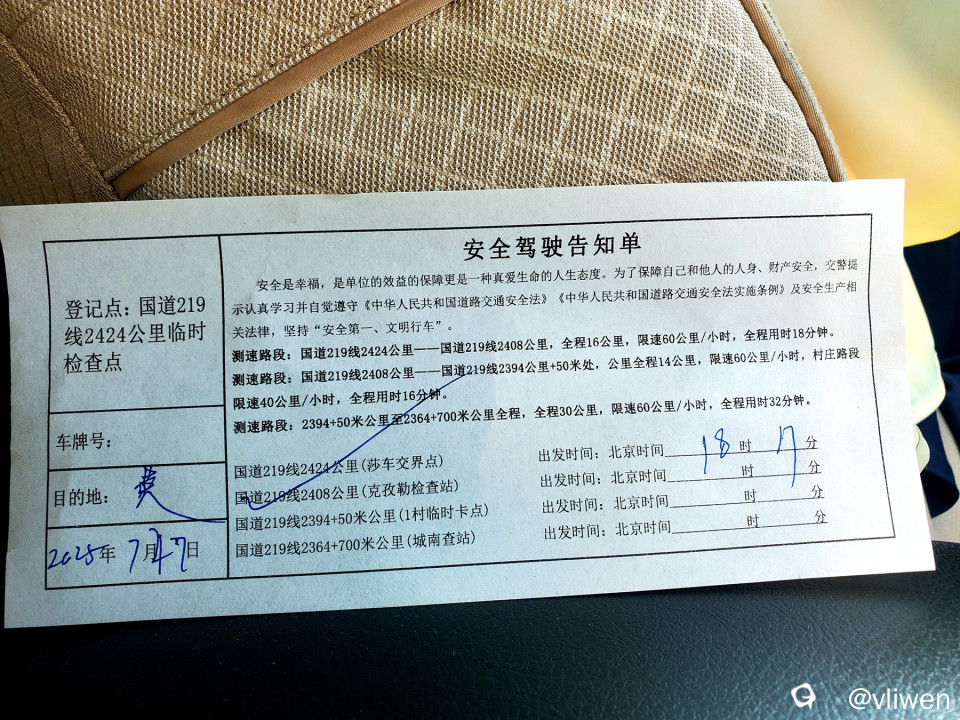 安全驾驶告知单
登记点：国道219
线2424公里临时
检查点
车牌号：
目的地：
2025年7月17日
安全是幸福，是单位的效益的保障更是一种真爱生命的人生态度。为了保障自己和他人的人身、财产安全，交警提
示认真学习并自觉遵守《中华人民共和国道路交通安全法》《中华人民共和国道路交通安全法实施条例》及安全生产相
关法律，坚持“安全第一、文明行车”。
测速路段：国道219线2424公里——国道219线2408公里，全程16公里，限速60公里/小时，全程用时18分钟。
测速路段：国道219线2408公里——国道219线2394公里+50米处，公里全程14公里，限速60公里/小时，村庄路段
限速40公里/小时，全程用时16分钟。
测速路段：2394+50米公里至2364+700米公里全程，全程30公里，限速60公里/小时，全程用时32分钟。
国道219线2424公里(莎车交界点) 出发时间：北京时间 18 时 7 分
国道219线2408公里(克孜勒检查站) 出发时间：北京时间 时 分
国道219线2394+50米公里(1村临时卡点) 出发时间：北京时间 时 分
国道219线2364+700米公里(城南查站) 出发时间：北京时间 时 分
@vliwen